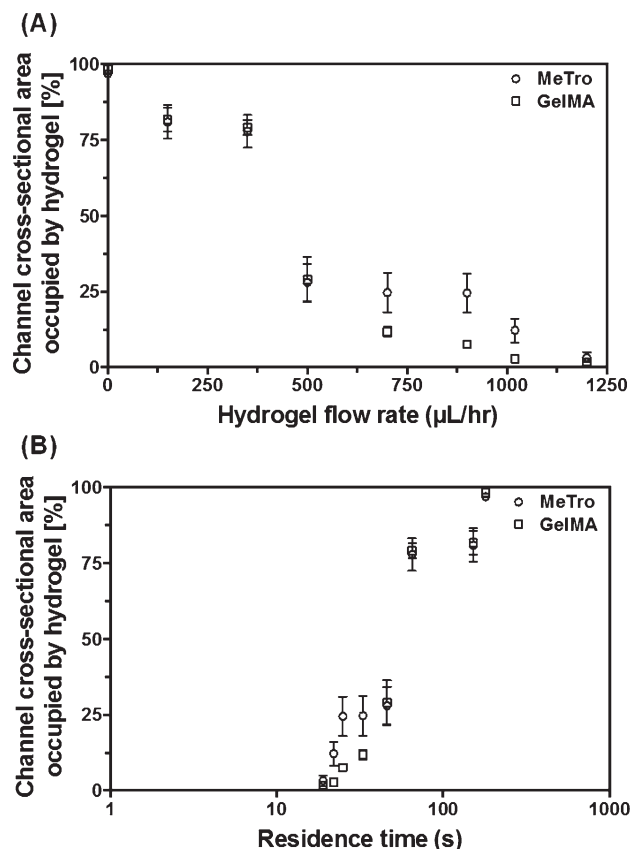 (A)
Channel cross-sectional area
occupied by hydrogel [%]
100
75
50
25
0
MeTro
GelMA
0
250
500
750
1000
1250
Hydrogel flow rate (µL/hr)
(B)
Channel cross-sectional area
occupied by hydrogel [%]
100
75
50
25
0
MeTro
GelMA
1
10
100
1000
Residence time (s)